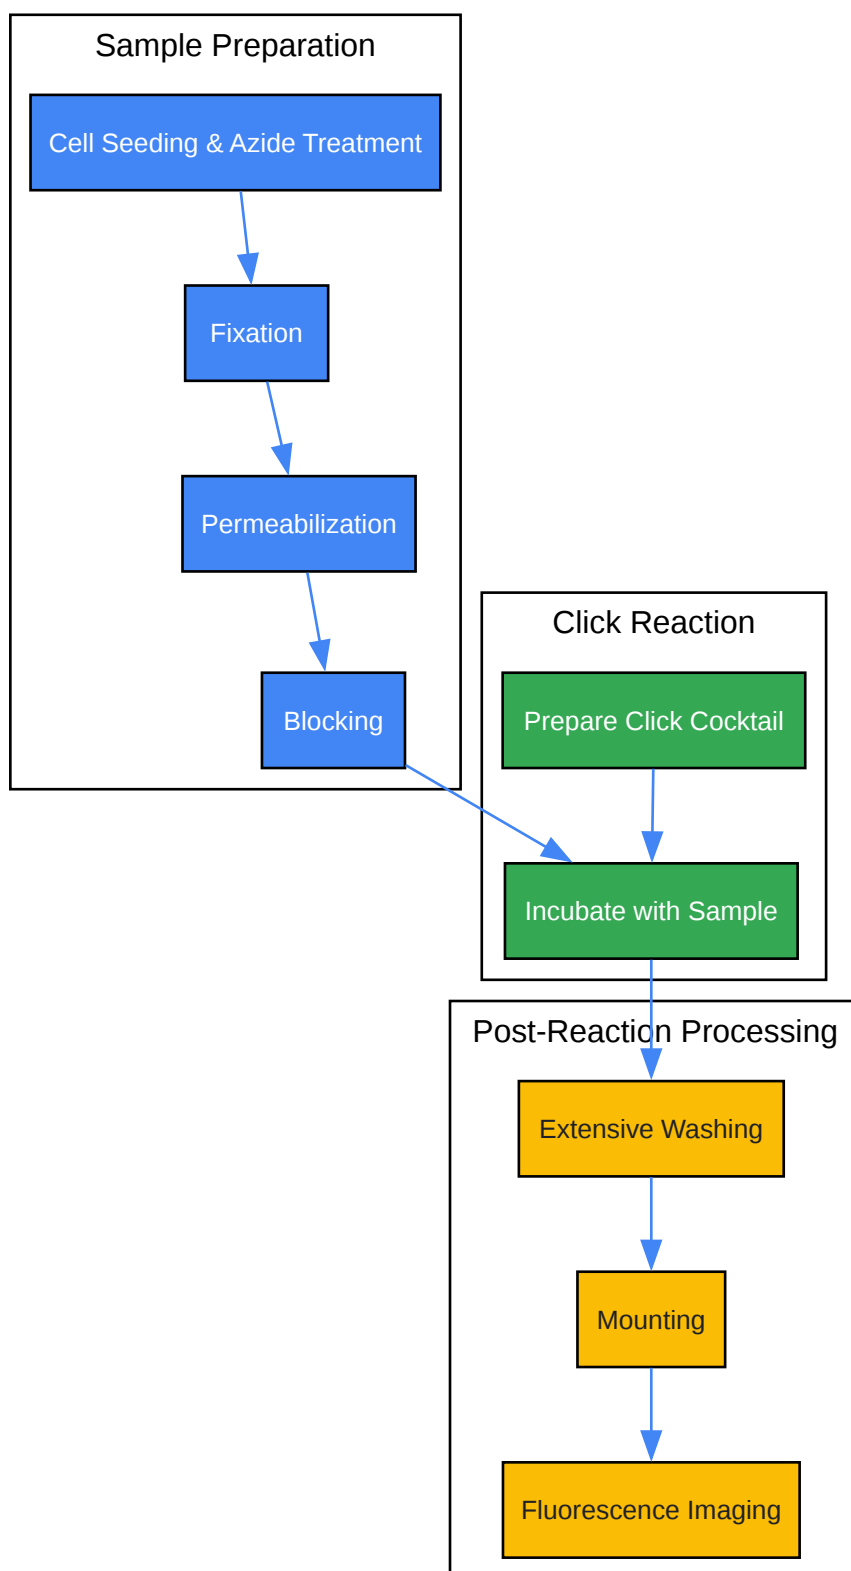 Sample Preparation
Cell Seeding & Azide Treatment
Fixation
Permeabilization
Blocking
Click Reaction
Prepare Click Cocktail
Incubate with Sample
Post-Reaction Processing
Extensive Washing
Mounting
Fluorescence Imaging